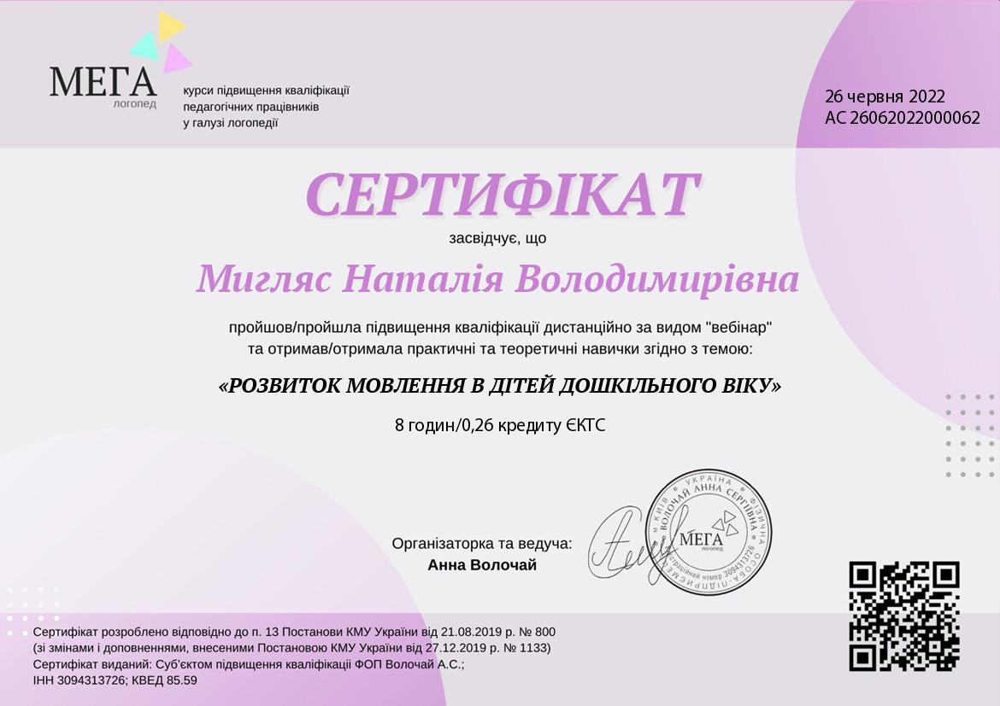 МЕГА
логопед
курси підвищення кваліфікації
педагогічних працівників
у галузі логопедії
26 червня 2022
АС 26062022000062
СЕРТИФІКАТ
засвідчує, що
Мигляс Наталія Володимирівна
пройшов/пройшла підвищення кваліфікації дистанційно за видом "вебінар"
та отримав/отримала практичні та теоретичні навички згідно з темою:
«РОЗВИТОК МОВЛЕННЯ В ДІТЕЙ ДОШКІЛЬНОГО ВІКУ»
8 годин/0,26 кредиту ЄКТС
Організаторка та ведуча:
Анна Волочай
м.КИЇВ * УКРАЇНА * ФІЗИЧНА ОСОБА-ПІДПРИЄМЕЦЬ
* ВОЛОЧАЙ АННА СЕРГІЇВНА *
номер 3094313726
МЕГА
логопед
Сертифікат розроблено відповідно до п. 13 Постанови КМУ України від 21.08.2019 р. № 800
(зі змінами і доповненнями, внесеними Постановою КМУ України від 27.12.2019 р. № 1133)
Сертифікат виданий: Суб'єктом підвищення кваліфікації ФОП Волочай А.С.;
ІНН 3094313726; КВЕД 85.59